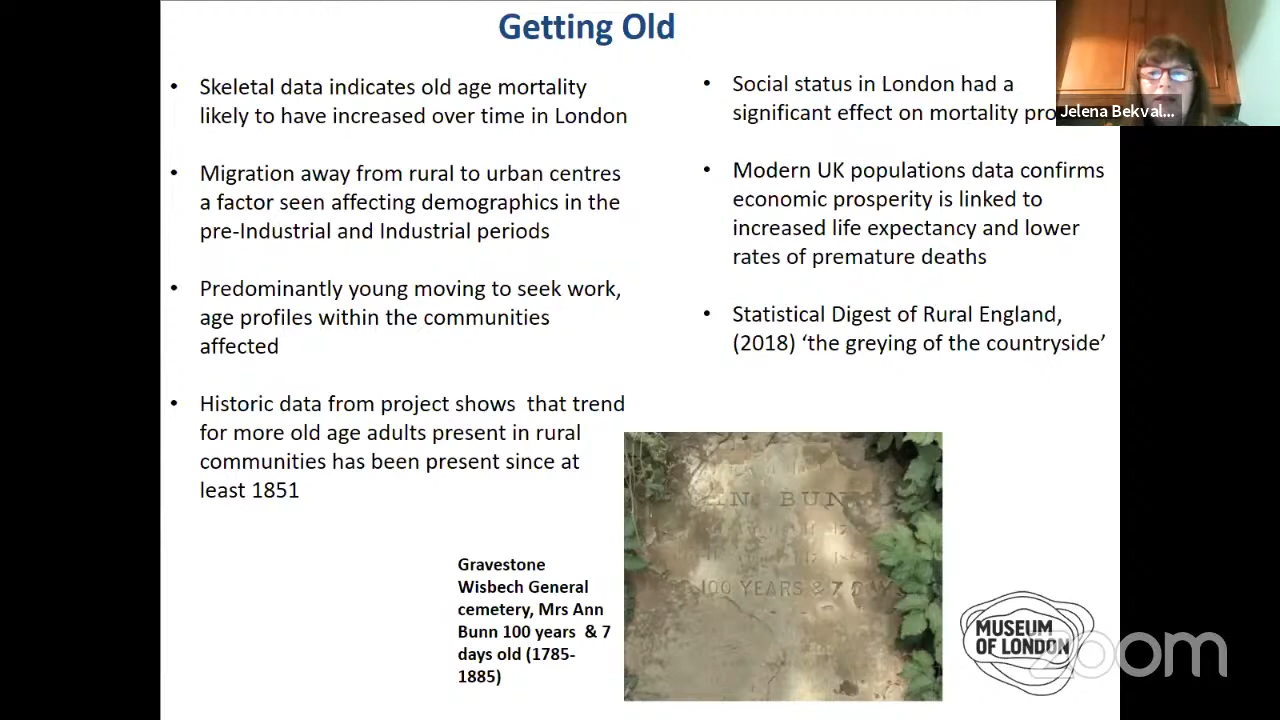 Getting Old
Skeletal data indicates old age mortality
likely to have increased over time in London
Migration away from rural to urban centres
a factor seen affecting demographics in the
pre-Industrial and Industrial periods
Predominantly young moving to seek work,
age profiles within the communities
affected
Historic data from project shows that trend
for more old age adults present in rural
communities has been present since at
least 1851
Social status in London had a
significant effect on mortality pro
Modern UK populations data confirms
economic prosperity is linked to
increased life expectancy and lower
rates of premature deaths
Statistical Digest of Rural England,
(2018) ‘the greying of the countryside’
Jelena Bekval...
Gravestone
Wisbech General
cemetery, Mrs Ann
Bunn 100 years & 7
days old (1785-
1885)
BUN
100 YEARS & 7 DAY
MUSEUM
OF LONDON
zoom